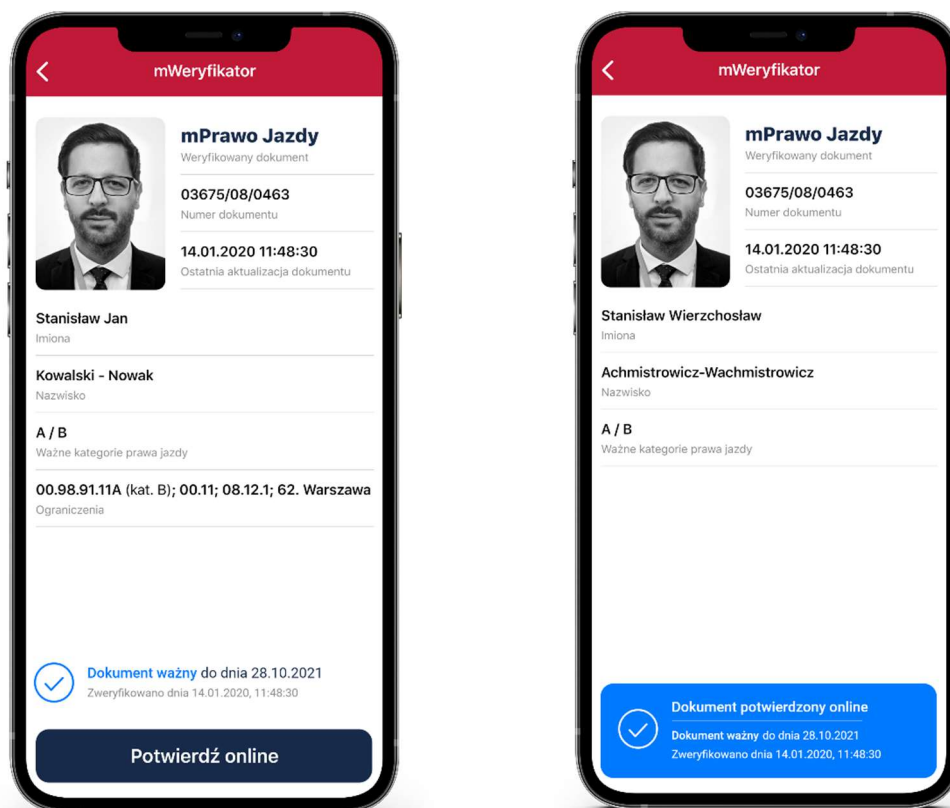 mWeryfikator
mPrawo Jazdy
Weryfikowany dokument
03675/08/0463
Numer dokumentu
14.01.2020 11:48:30
Ostatnia aktualizacja dokumentu
Stanisław Jan
Imiona
Kowalski - Nowak
Nazwisko
A / B
Ważne kategorie prawa jazdy
00.98.91.11A (kat. B); 00.11; 08.12.1; 62. Warszawa
Ograniczenia
Dokument ważny do dnia 28.10.2021
Zweryfikowano dnia 14.01.2020, 11:48:30
Potwierdź online
mWeryfikator
mPrawo Jazdy
Weryfikowany dokument
03675/08/0463
Numer dokumentu
14.01.2020 11:48:30
Ostatnia aktualizacja dokumentu
Stanisław Wierzchosław
Imiona
Achmistrowicz-Wachmistrowicz
Nazwisko
A / B
Ważne kategorie prawa jazdy
Dokument potwierdzony online
Dokument ważny do dnia 28.10.2021
Zweryfikowano dnia 14.01.2020, 11:48:30